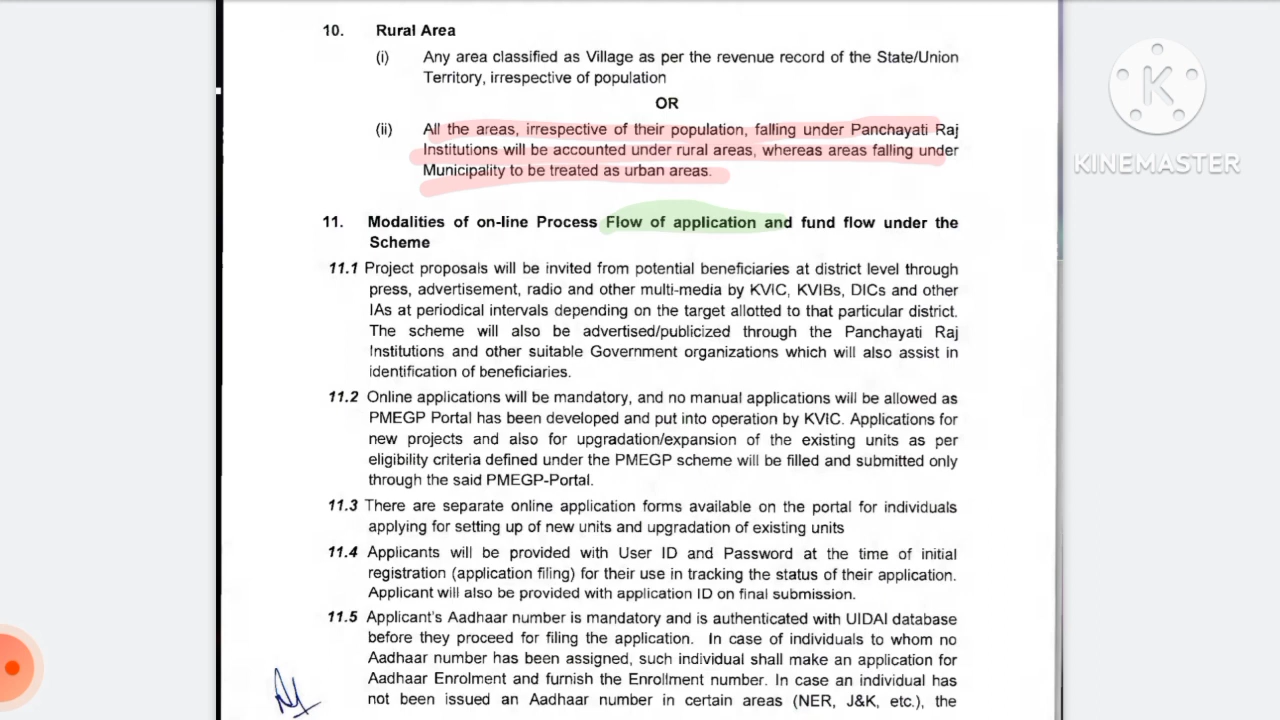 10. Rural Area
(i) Any area classified as Village as per the revenue record of the State/Union
Territory, irrespective of population
OR
(ii) All the areas, irrespective of their population, falling under Panchayati Raj
Institutions will be accounted under rural areas, whereas areas falling under
Municipality to be treated as urban areas.
KINEMASTER
11. Modalities of on-line Process Flow of application and fund flow under the
Scheme
11.1 Project proposals will be invited from potential beneficiaries at district level through
press, advertisement, radio and other multi-media by KVIC, KVIBs, DICs and other
IAs at periodical intervals depending on the target allotted to that particular district.
The scheme will also be advertised/publicized through the Panchayati Raj
Institutions and other suitable Government organizations which will also assist in
identification of beneficiaries.
11.2 Online applications will be mandatory, and no manual applications will be allowed as
PMEGP Portal has been developed and put into operation by KVIC. Applications for
new projects and also for upgradation/expansion of the existing units as per
eligibility criteria defined under the PMEGP scheme will be filled and submitted only
through the said PMEGP-Portal.
11.3 There are separate online application forms available on the portal for individuals
applying for setting up of new units and upgradation of existing units
11.4 Applicants will be provided with User ID and Password at the time of initial
registration (application filing) for their use in tracking the status of their application.
Applicant will also be provided with application ID on final submission.
11.5 Applicant's Aadhaar number is mandatory and is authenticated with UIDAI database
before they proceed for filing the application. In case of individuals to whom no
Aadhaar number has been assigned, such individual shall make an application for
Aadhaar Enrolment and furnish the Enrollment number. In case an individual has
not been issued an Aadhaar number in certain areas (NER, J&K, etc.), the